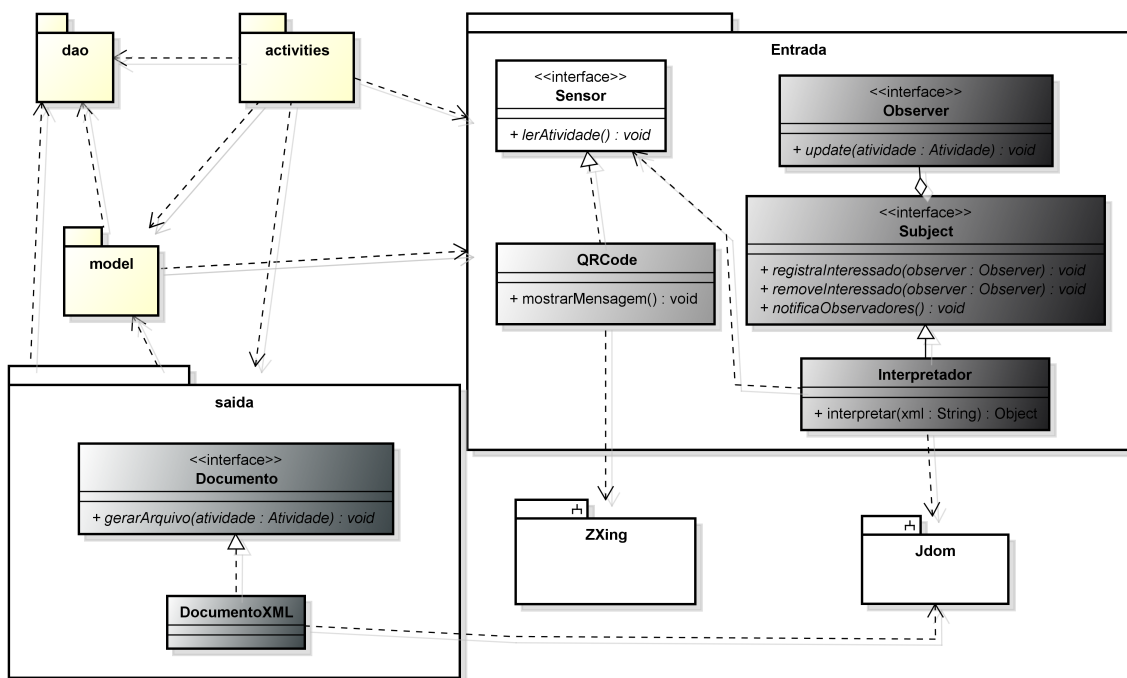 dao
activities
model
Entrada
<<interface>>
Sensor
+ lerAtividade() : void
<<interface>>
Observer
+ update(atividade : Atividade) : void
<<interface>>
Subject
+ registraInteressado(observer : Observer) : void
+ removeInteressado(observer : Observer) : void
+ notificaObservadores() : void
QRCode
+ mostrarMensagem() : void
Interpretador
+ interpretar(xml : String) : Object
saida
<<interface>>
Documento
+ gerarArquivo(atividade : Atividade) : void
DocumentoXML
ZXing
Jdom